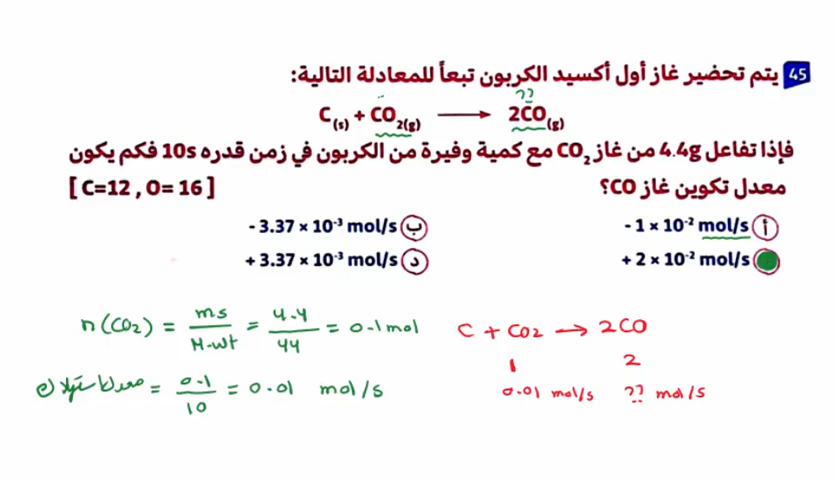 45 يتم تحضير غاز أول أكسيد الكربون تبعاً للمعادلة التالية:
??
C(s) + CO2(g) ⟶ 2CO(g)
فإذا تفاعل 4.4g من غاز CO2 مع كمية وفيرة من الكربون في زمن قدره 10s فكم يكون
معدل تكوين غاز CO؟ [ C=12 , O= 16 ]
أ - 1 × 10⁻² mol/s ب - 3.37 × 10⁻³ mol/s
+ 2 × 10⁻² mol/s د + 3.37 × 10⁻³ mol/s
n(CO2) = ms / M.wt = 4.4 / 44 = 0.1 mol
C + CO2 → 2CO
1 2
معدل استهلاك = 0.1 / 10 = 0.01 mol/s
0.01 mol/s ?? mol/s